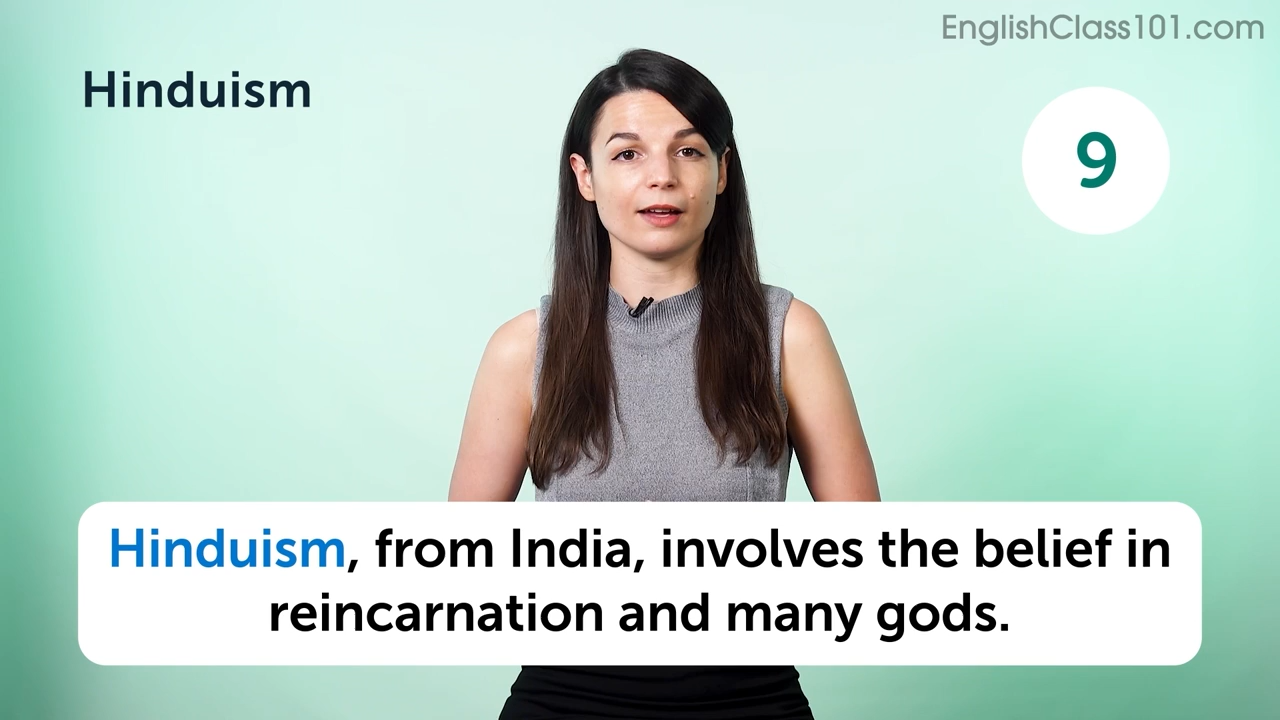 EnglishClass101.com
Hinduism
9
Hinduism, from India, involves the belief in
reincarnation and many gods.